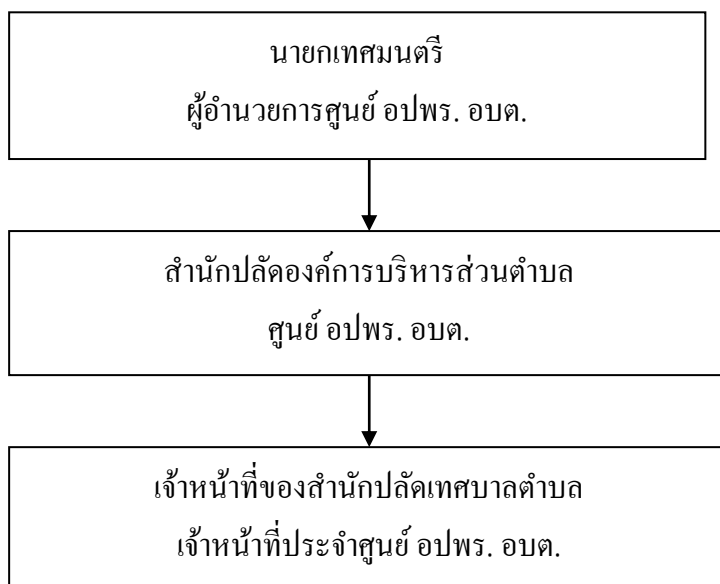 นายกเทศมนตรี
ผู้อำนวยการศูนย์ อปพร. อบต.
สำนักปลัดองค์การบริหารส่วนตำบล
ศูนย์ อปพร. อบต.
เจ้าหน้าที่ของสำนักปลัดเทศบาลตำบล
เจ้าหน้าที่ประจำศูนย์ อปพร. อบต.